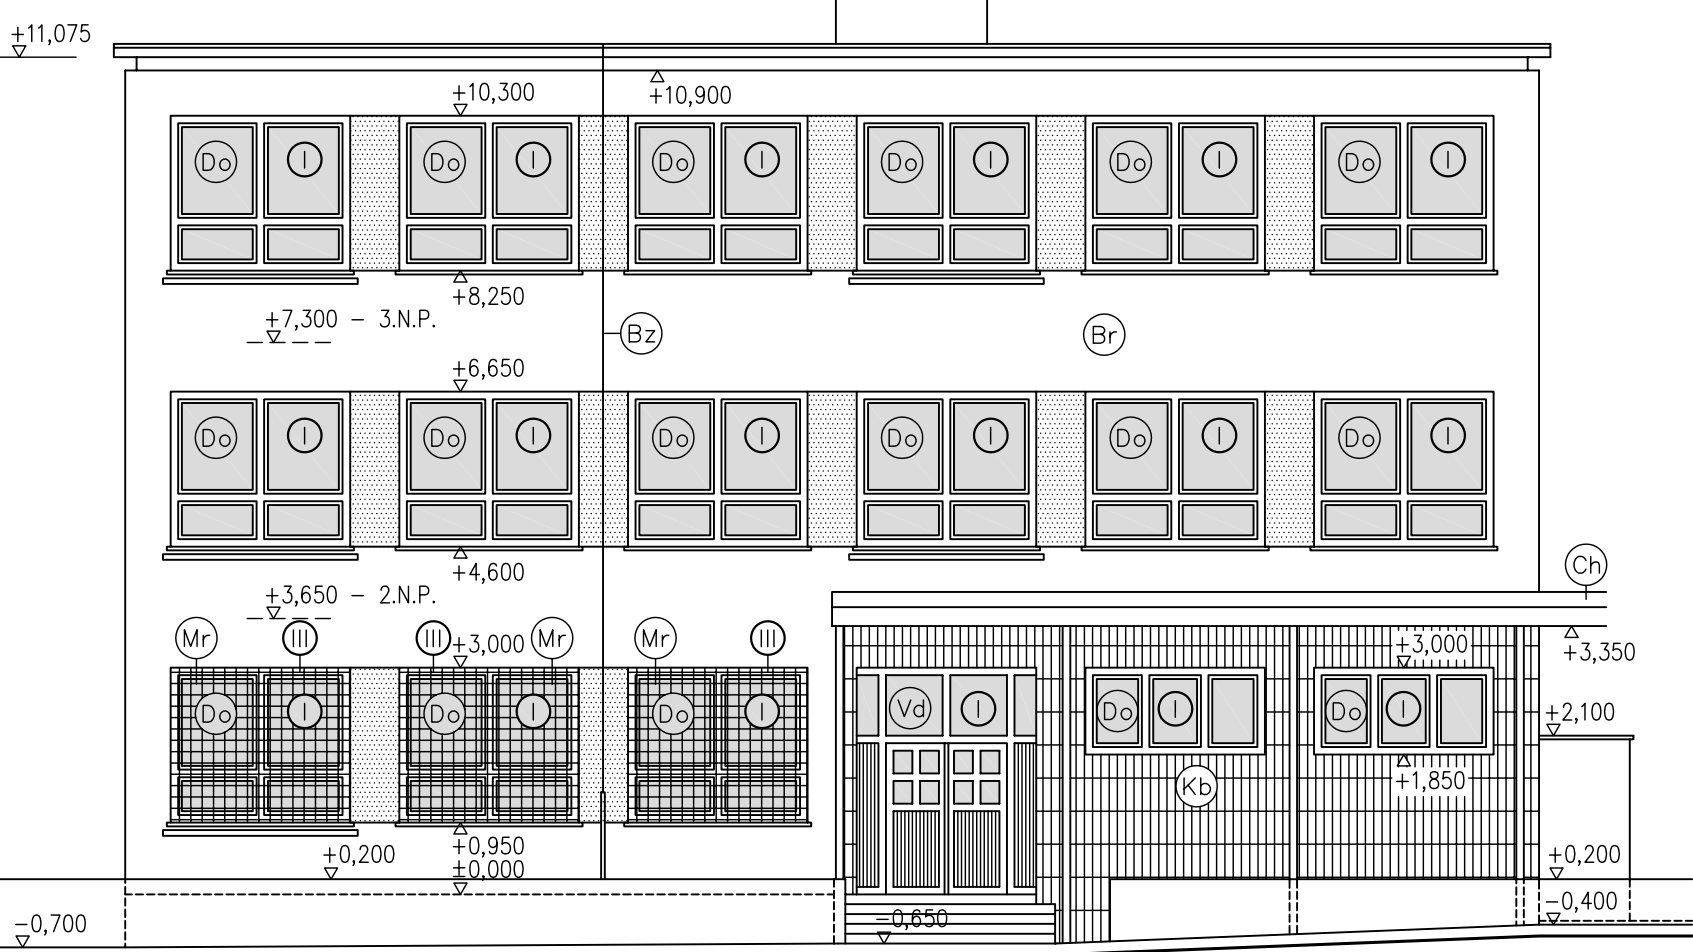 +11,075
+10,300
+10,900
Do I Do I Do I Do I Do I Do I
+8,250
+7,300 - 3.N.P.
Bz
Br
+6,650
Do I Do I Do I Do I Do I Do I
+4,600
Ch
+3,650 - 2.N.P.
Mr III III +3,000 Mr Mr III
+3,000
+3,350
Do I Do I Do I Vd I Do I Do I
+2,100
+1,850
Kb
+0,950
+0,200
±0,000
+0,200
-0,400
-0,650
-0,700